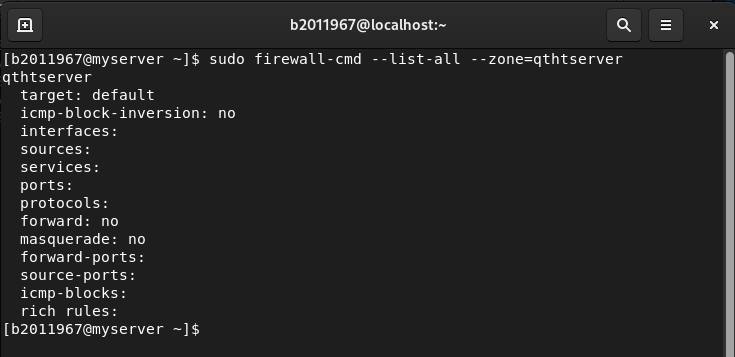 b2011967@localhost:~
[b2011967@myserver ~]$ sudo firewall-cmd --list-all --zone=qthtserver
qthtserver
  target: default
  icmp-block-inversion: no
  interfaces:
  sources:
  services:
  ports:
  protocols:
  forward: no
  masquerade: no
  forward-ports:
  source-ports:
  icmp-blocks:
  rich rules:
[b2011967@myserver ~]$